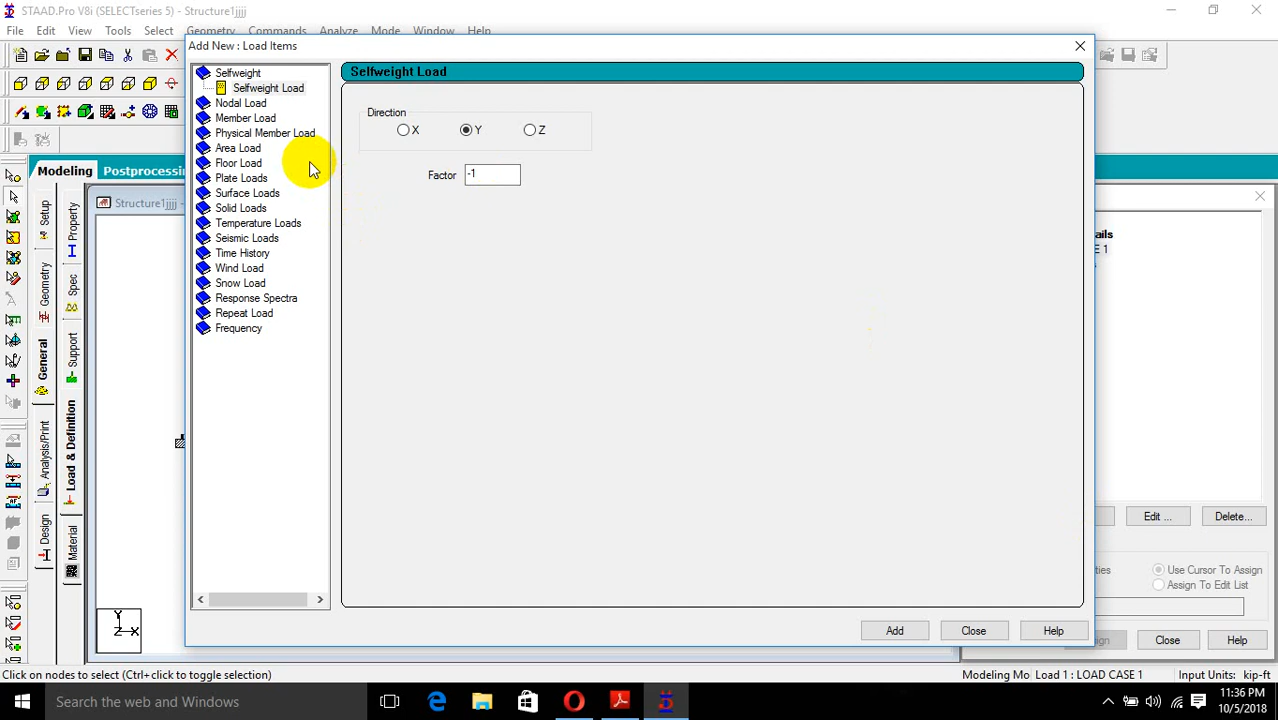 STAAD.Pro V8i (SELECTseries 5) - Structure1jjjj
File Edit View Tools Select Geometry Commands Analyze Mode Window Help
Add New : Load Items
Selfweight
Selfweight Load
Nodal Load
Member Load
Physical Member Load
Area Load
Floor Load
Plate Loads
Surface Loads
Solid Loads
Temperature Loads
Seismic Loads
Time History
Wind Load
Snow Load
Response Spectra
Repeat Load
Frequency
Selfweight Load
Direction
X Y Z
Factor -1
Add Close Help
Modeling Postprocessing
Structure1jjjj -
Setup
Geometry
General
Analysis/Print
Design
Property
Spec
Support
Load & Definition
Material
Y
Z X
ails
E 1
Edit ... Delete...
ties
Use Cursor To Assign
Assign To Edit List
ign Close Help
Click on nodes to select (Ctrl+click to toggle selection)
Modeling Mo Load 1 : LOAD CASE 1 Input Units: kip-ft
Search the web and Windows
11:36 PM
10/5/2018